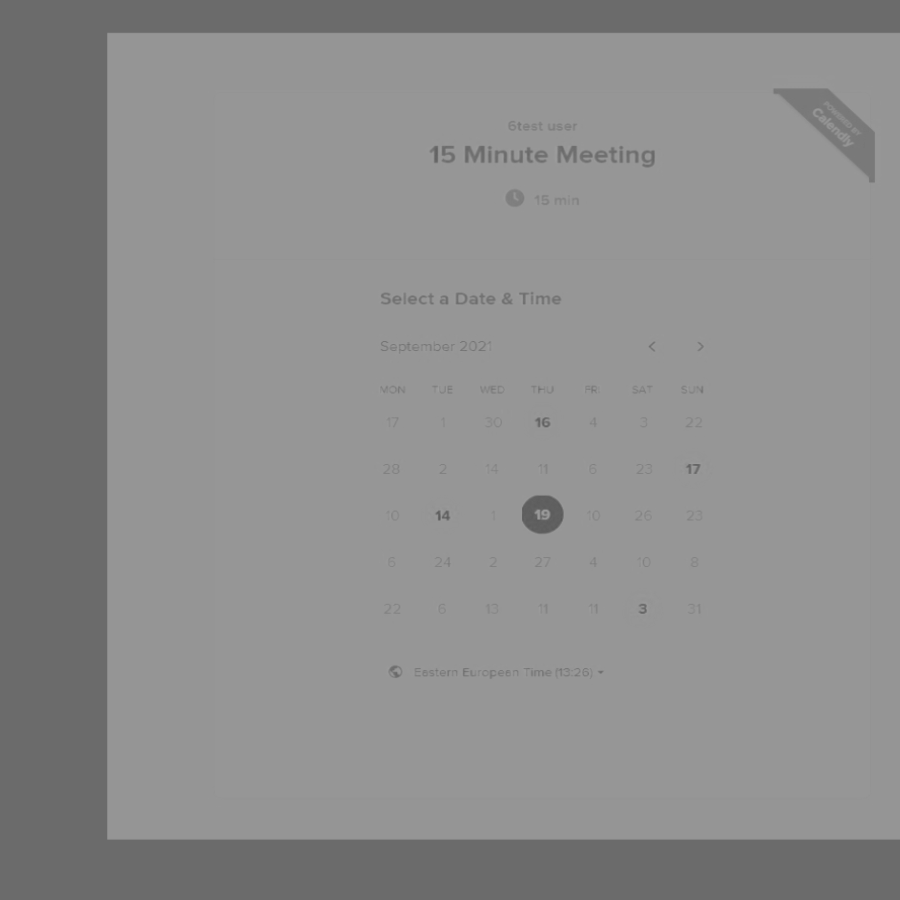 POWERED BY
Calendly
6test user
15 Minute Meeting
15 min
Select a Date & Time
September 2021
MON TUE WED THU FRI SAT SUN
17 1 30 16 4 3 22
28 2 14 11 6 23 17
10 14 1 19 10 26 23
6 24 2 27 4 10 8
22 6 13 11 11 3 31
Eastern European Time (13:26)